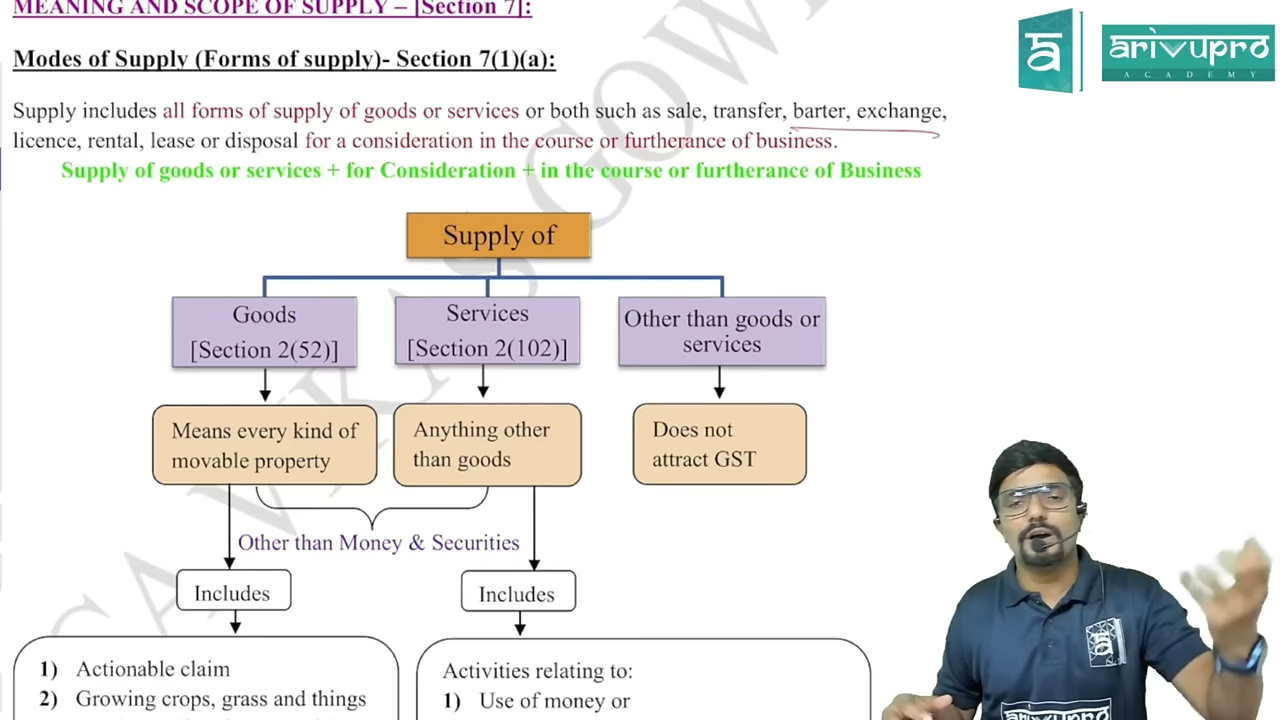 MEANING AND SCOPE OF SUPPLY – [Section 7]:
Modes of Supply (Forms of supply)- Section 7(1)(a):
Supply includes all forms of supply of goods or services or both such as sale, transfer, barter, exchange,
licence, rental, lease or disposal for a consideration in the course or furtherance of business.
Supply of goods or services + for Consideration + in the course or furtherance of Business
Supply of
Goods
[Section 2(52)]
Services
[Section 2(102)]
Other than goods or
services
Means every kind of
movable property
Anything other
than goods
Does not
attract GST
Other than Money & Securities
Includes
Includes
1) Actionable claim
2) Growing crops, grass and things
Activities relating to:
1) Use of money or
CA VIKAS GOW
arivupro
ACADEMY
arivupro